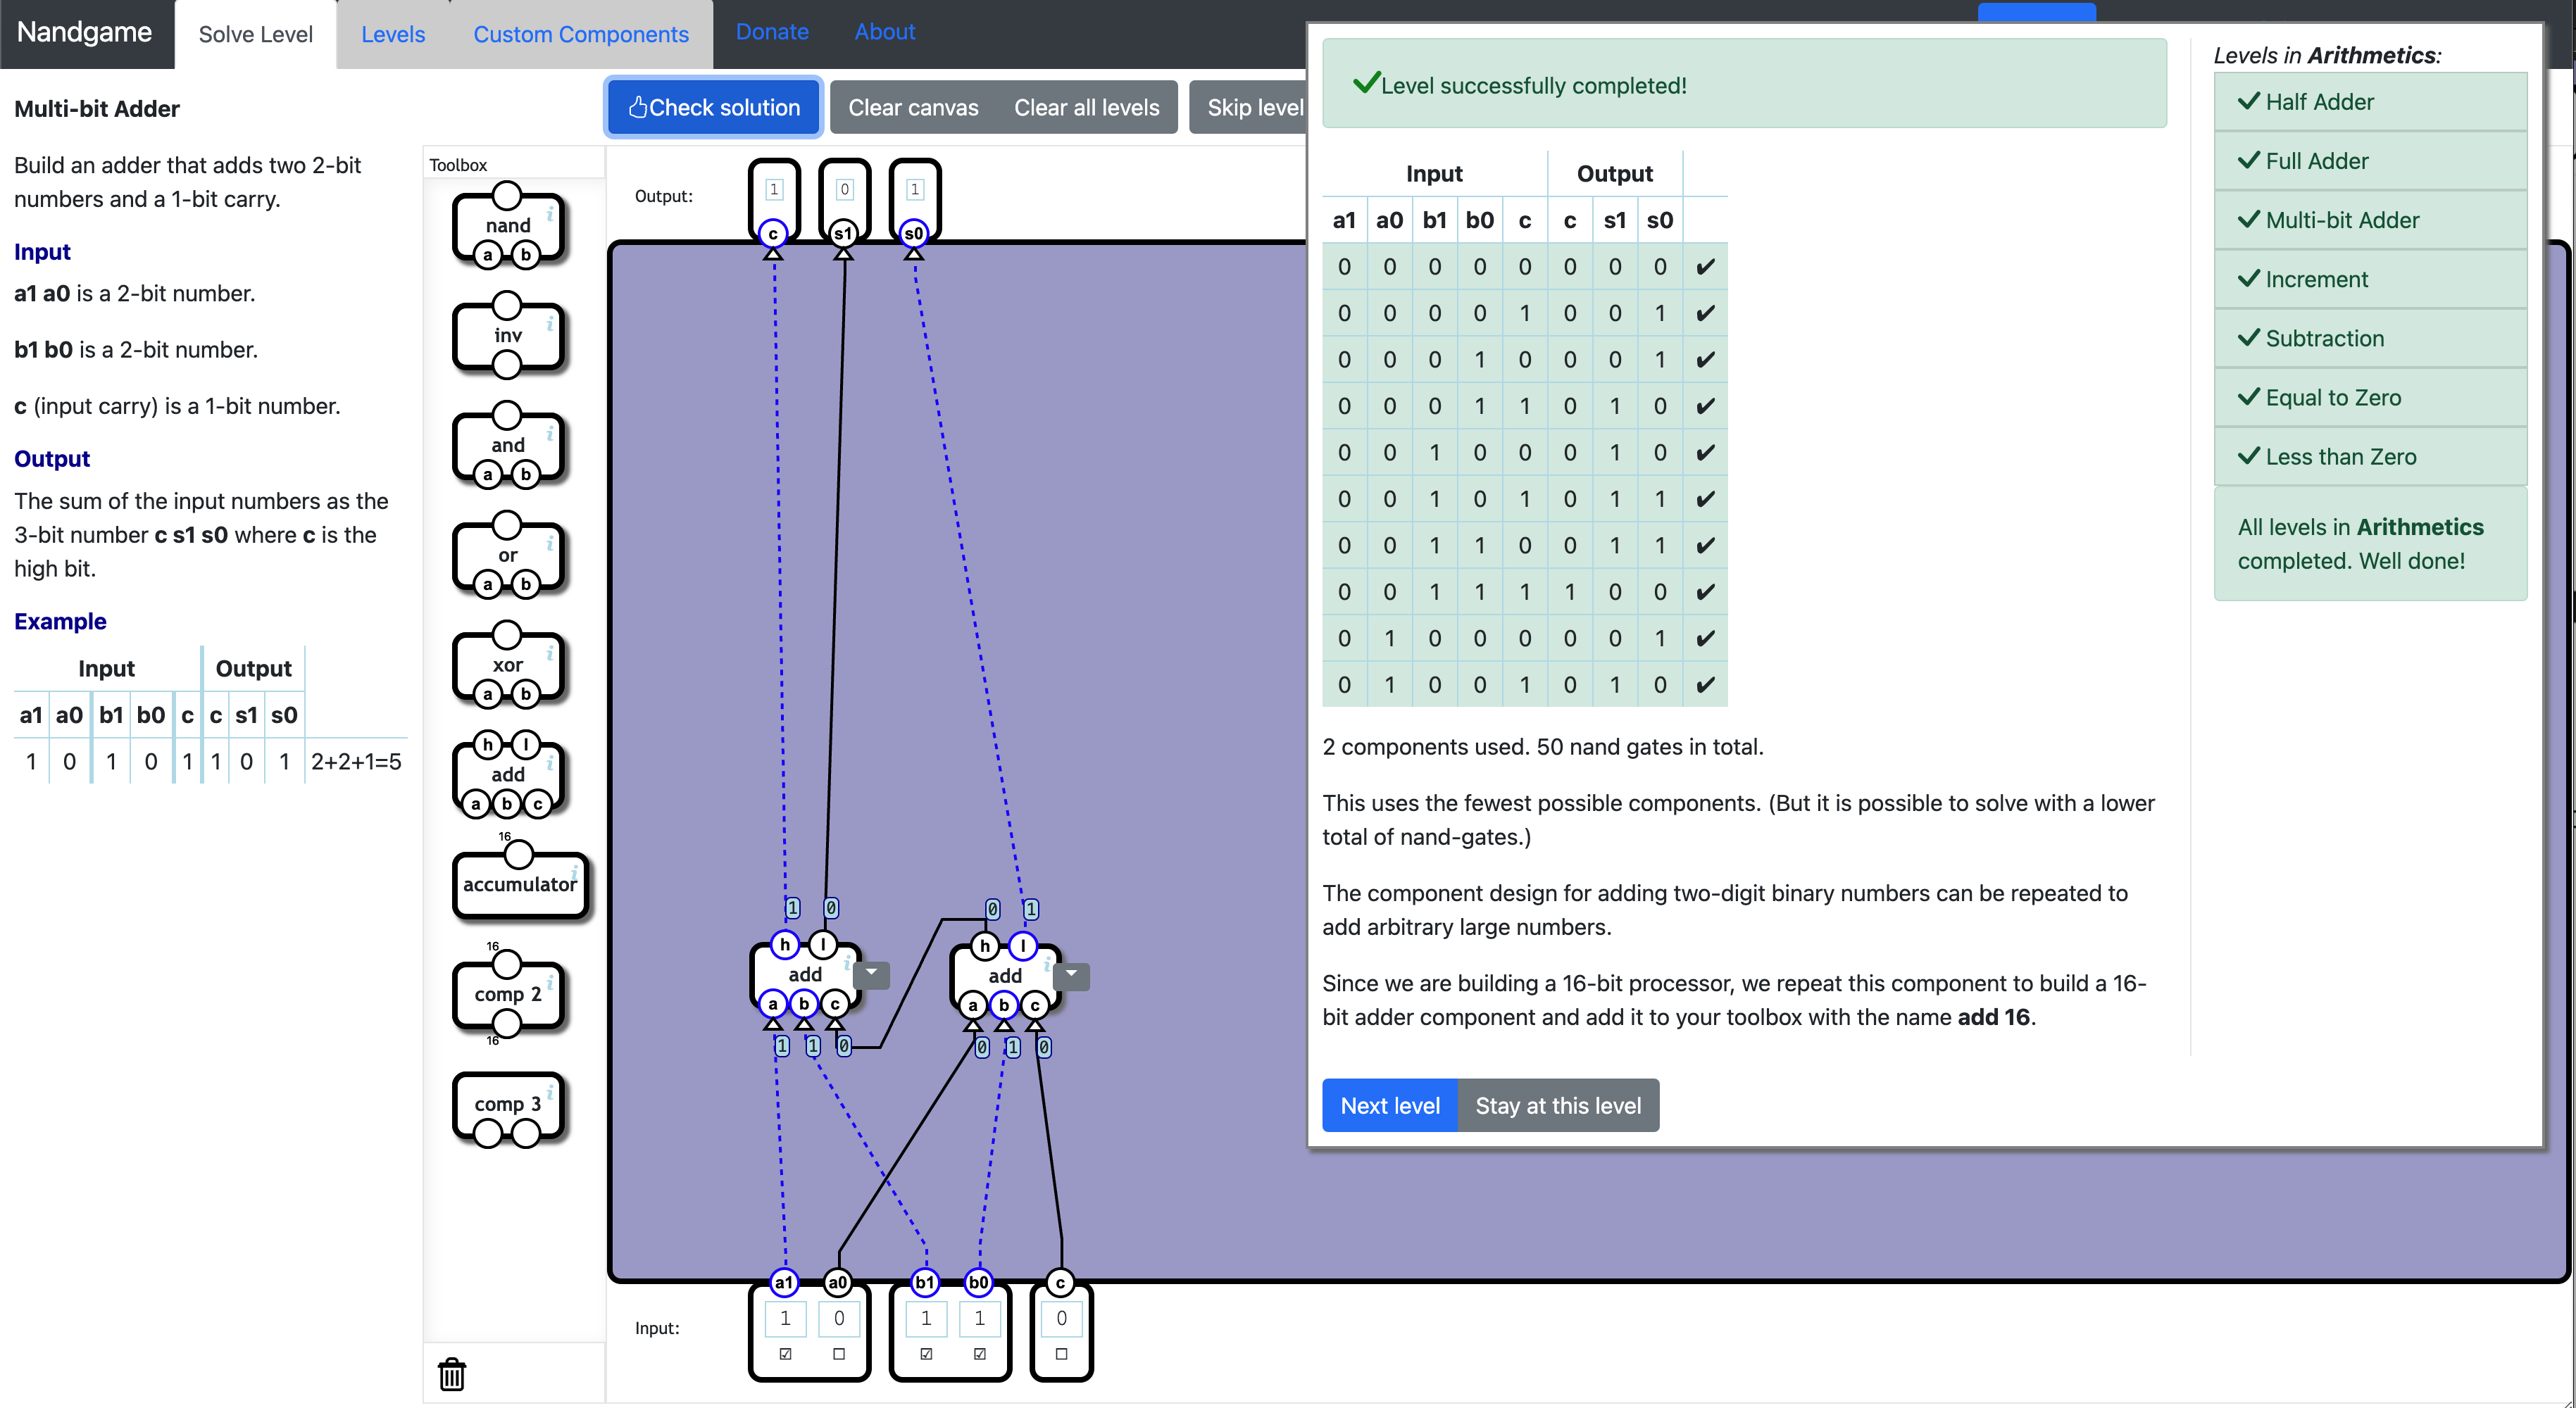 Nandgame Solve Level Levels Custom Components Donate About
Check solution Clear canvas Clear all levels Skip level
Multi-bit Adder
Build an adder that adds two 2-bit
numbers and a 1-bit carry.
Input
a1 a0 is a 2-bit number.
b1 b0 is a 2-bit number.
c (input carry) is a 1-bit number.
Output
The sum of the input numbers as the
3-bit number c s1 s0 where c is the
high bit.
Example
Input Output
a1 a0 b1 b0 c c s1 s0
1 0 1 0 1 1 0 1 2+2+1=5
Toolbox
nand
a b
inv
and
a b
or
a b
xor
a b
h l
add
a b c
16
accumulator
16
comp 2
16
comp 3
Output:
1 0 1
c s1 s0
1 0 0 1
h l h l
add add
a b c a b c
1 1 0 0 1 0
a1 a0 b1 b0 c
Input:
1 0 1 1 0
Level successfully completed!
Input Output
a1 a0 b1 b0 c c s1 s0
0 0 0 0 0 0 0 0 ✔
0 0 0 0 1 0 0 1 ✔
0 0 0 1 0 0 0 1 ✔
0 0 0 1 1 0 1 0 ✔
0 0 1 0 0 0 1 0 ✔
0 0 1 0 1 0 1 1 ✔
0 0 1 1 0 0 1 1 ✔
0 0 1 1 1 1 0 0 ✔
0 1 0 0 0 0 0 1 ✔
0 1 0 0 1 0 1 0 ✔
2 components used. 50 nand gates in total.
This uses the fewest possible components. (But it is possible to solve with a lower
total of nand-gates.)
The component design for adding two-digit binary numbers can be repeated to
add arbitrary large numbers.
Since we are building a 16-bit processor, we repeat this component to build a 16-
bit adder component and add it to your toolbox with the name add 16.
Next level Stay at this level
Levels in Arithmetics:
Half Adder
Full Adder
Multi-bit Adder
Increment
Subtraction
Equal to Zero
Less than Zero
All levels in Arithmetics
completed. Well done!